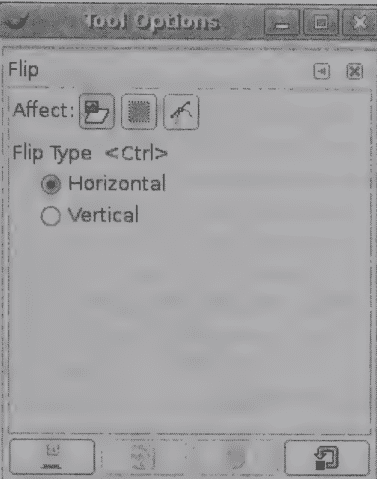 Tool Options
Flip
Affect:
Flip Type <Ctrl>
Horizontal
Vertical